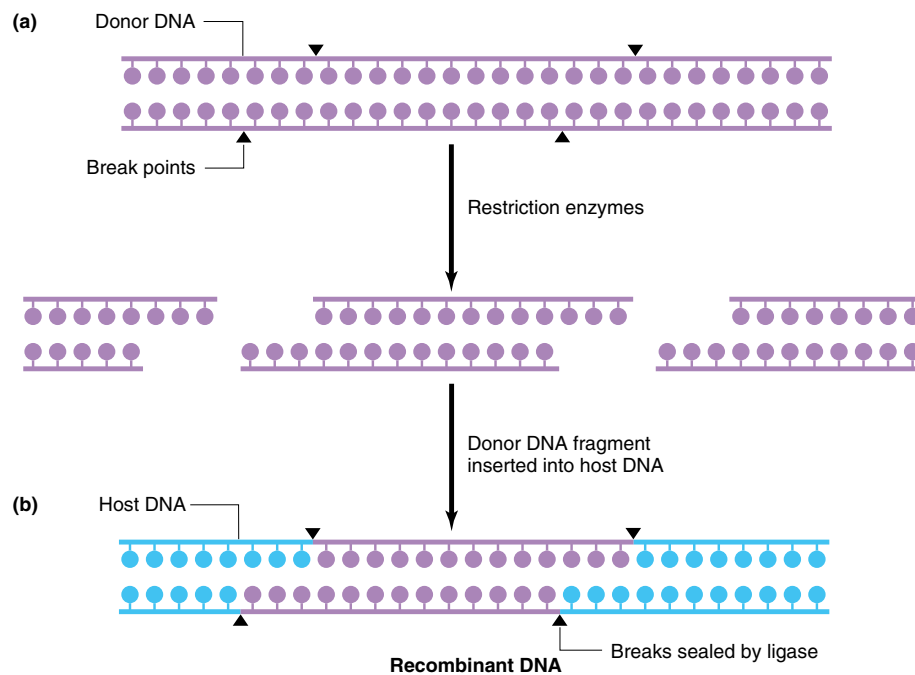 (a)
Donor DNA
Break points
Restriction enzymes
Donor DNA fragment
inserted into host DNA
(b)
Host DNA
Breaks sealed by ligase
Recombinant DNA